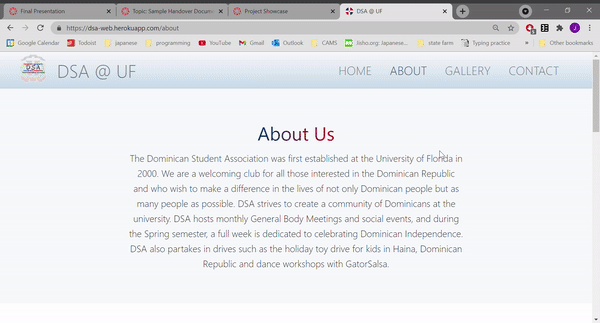 Final Presentation
Topic: Sample Handover Docum
Project Showcase
DSA @ UF
https://dsa-web.herokuapp.com/about
Google Calendar
Todoist
japanese
programming
YouTube
Gmail
Outlook
CAMS
Jisho.org: Japanese...
state farm
Typing practice
»
Other bookmarks
DSA
DSA @ UF
HOME
ABOUT
GALLERY
CONTACT
About Us
The Dominican Student Association was first established at the University of Florida in
2000. We are a welcoming club for all those interested in the Dominican Republic
and who wish to make a difference in the lives of not only Dominican people but as
many people as possible. DSA strives to create a community of Dominicans at the
university. DSA hosts monthly General Body Meetings and social events, and during
the Spring semester, a full week is dedicated to celebrating Dominican Independence.
DSA also partakes in drives such as the holiday toy drive for kids in Haina, Dominican
Republic and dance workshops with GatorSalsa.